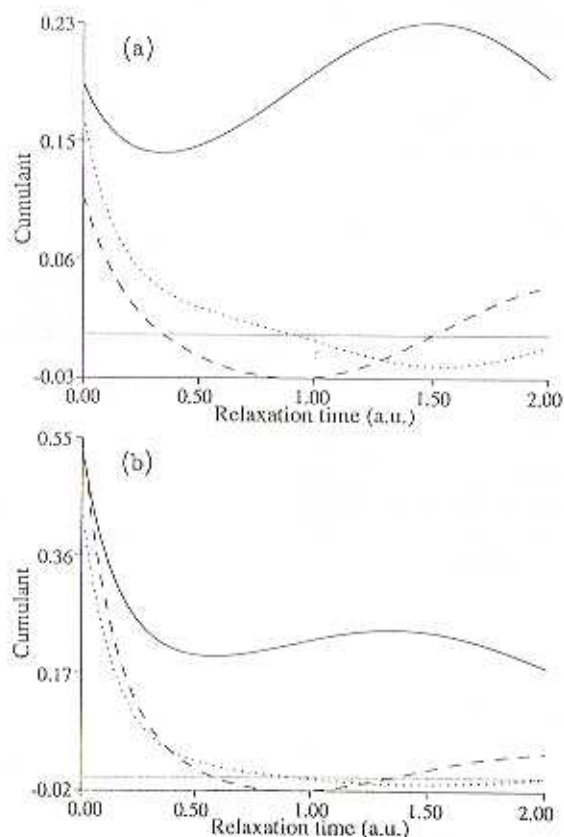 0.23
(a)
0.15
Cumulant
0.06
-0.03
0.00 0.50 1.00 1.50 2.00
Relaxation time (a.u.)
0.55
(b)
0.36
Cumulant
0.17
-0.02
0.00 0.50 1.00 1.50 2.00
Relaxation time (a.u.)